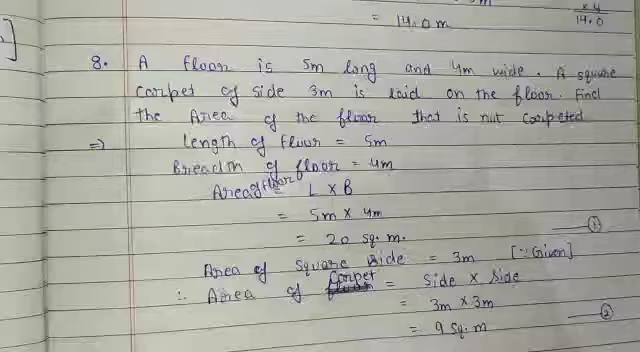 = 14.0 m
x 4
14.0
8. A floor is 5m long and 4m wide. A square
carpet of side 3m is laid on the floor. Find
the Area of the floor that is not carpeted
=> length of floor = 5m
Breadth of floor = 4m
Area of floor = L x B
= 5m x 4m
= 20 sq. m. ①
Area of square side = 3m [∵ Given]
∴ Area of Carpet = Side x Side
= 3m x 3m
= 9 sq. m ②